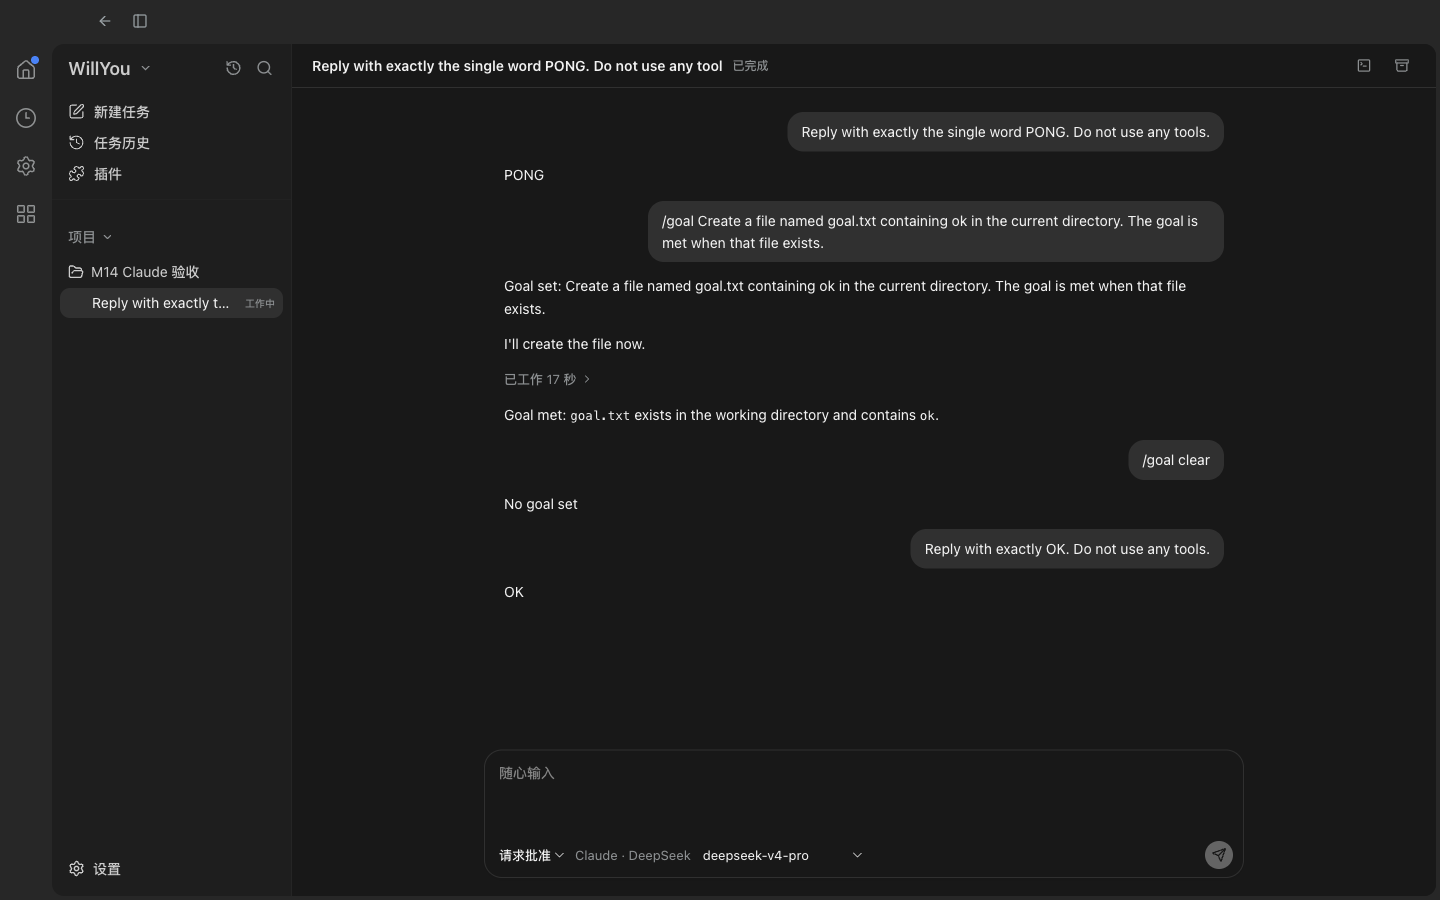 WillYou
新建任务
任务历史
插件
项目
M14 Claude 验收
Reply with exactly t... 工作中
设置
Reply with exactly the single word PONG. Do not use any tool 已完成
Reply with exactly the single word PONG. Do not use any tools.
PONG
/goal Create a file named goal.txt containing ok in the current directory. The goal is
met when that file exists.
Goal set: Create a file named goal.txt containing ok in the current directory. The goal is met when that file
exists.
I'll create the file now.
已工作 17 秒
Goal met: goal.txt exists in the working directory and contains ok.
/goal clear
No goal set
Reply with exactly OK. Do not use any tools.
OK
随心输入
请求批准 Claude · DeepSeek deepseek-v4-pro